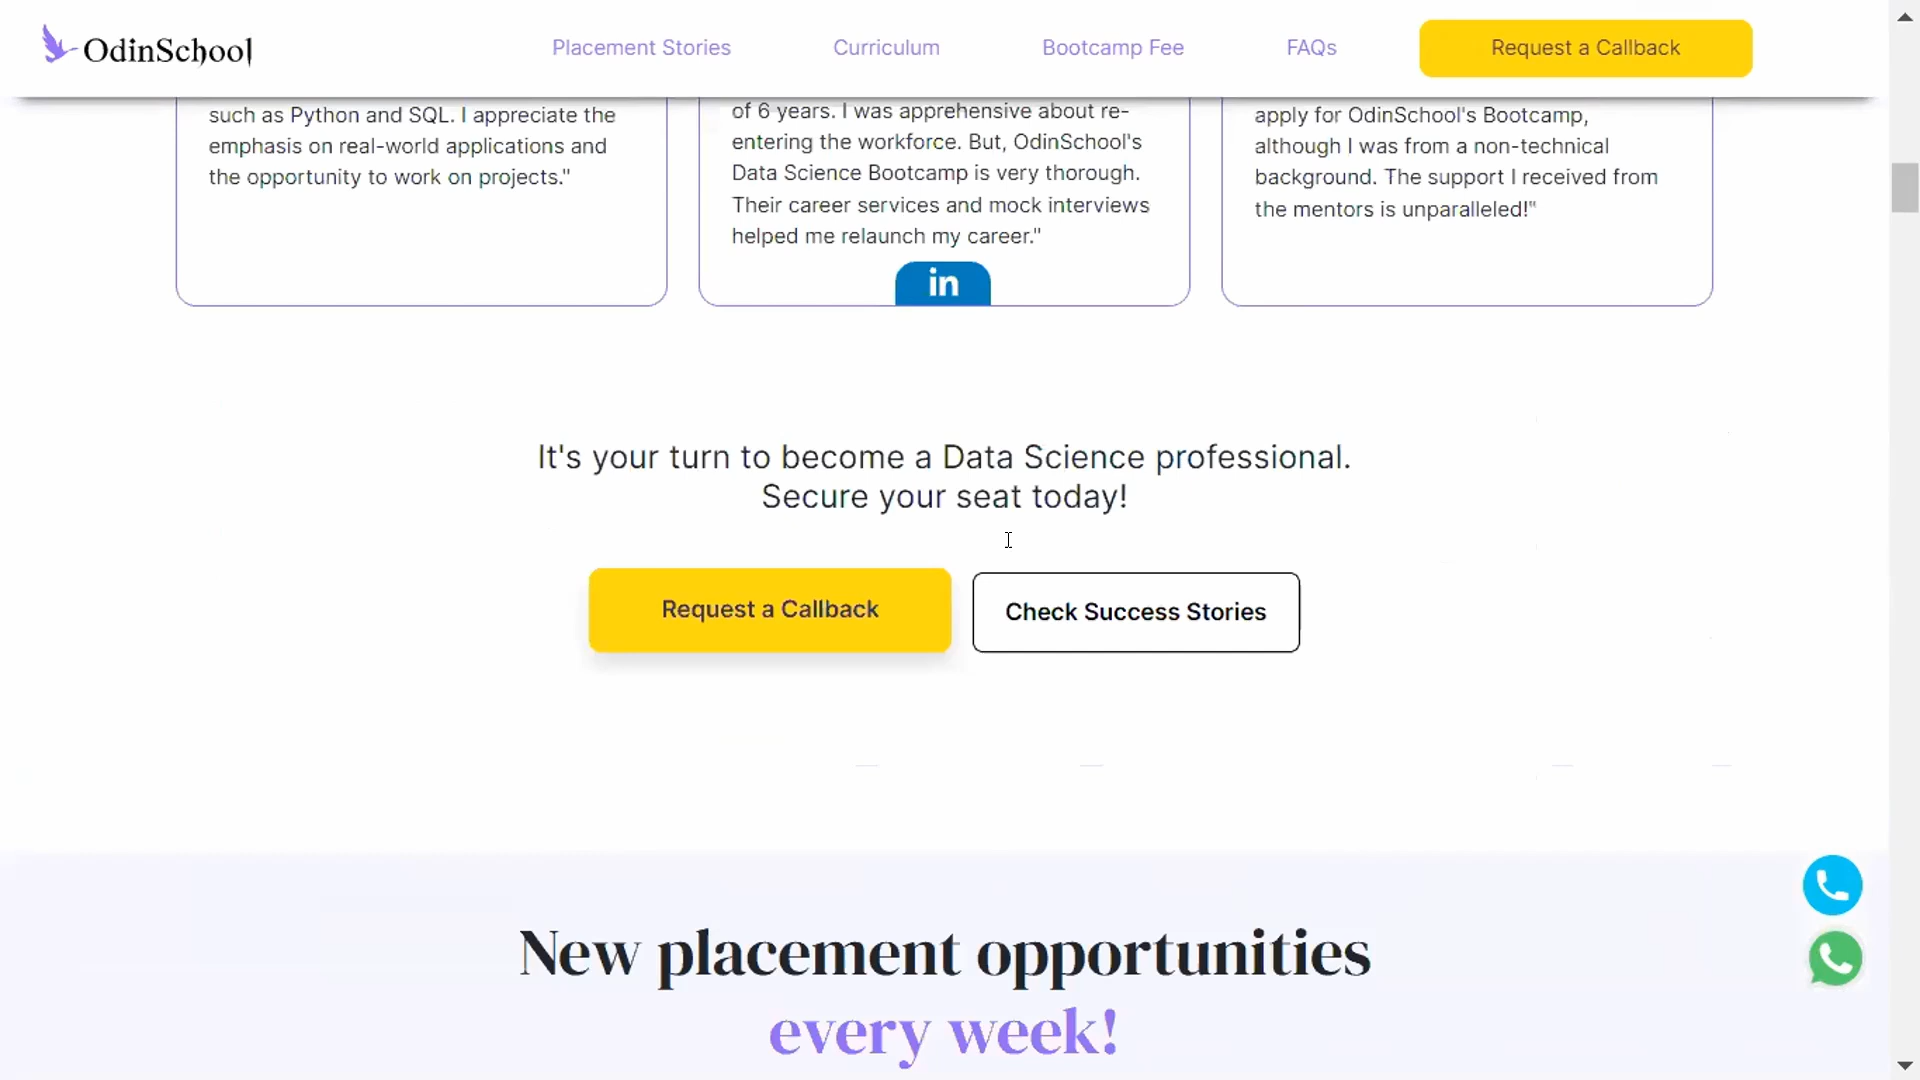 OdinSchool
Placement Stories
Curriculum
Bootcamp Fee
FAQs
Request a Callback
such as Python and SQL. I appreciate the
emphasis on real-world applications and
the opportunity to work on projects."
of 6 years. I was apprehensive about re-
entering the workforce. But, OdinSchool's
Data Science Bootcamp is very thorough.
Their career services and mock interviews
helped me relaunch my career."
in
apply for OdinSchool's Bootcamp,
although I was from a non-technical
background. The support I received from
the mentors is unparalleled!"
It's your turn to become a Data Science professional.
Secure your seat today!
Request a Callback
Check Success Stories
New placement opportunities
every week!